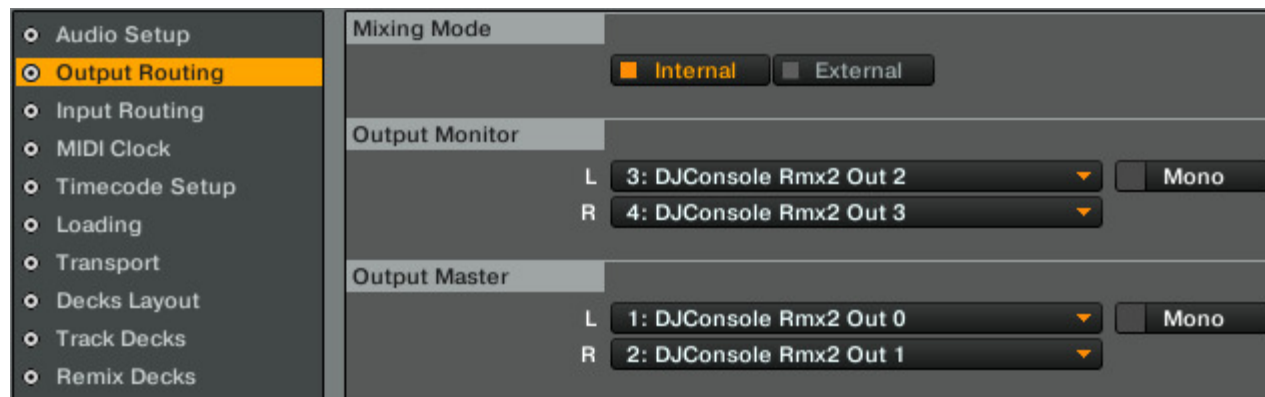 Audio Setup
Output Routing
Input Routing
MIDI Clock
Timecode Setup
Loading
Transport
Decks Layout
Track Decks
Remix Decks
Mixing Mode
Internal External
Output Monitor
L 3: DJConsole Rmx2 Out 2 Mono
R 4: DJConsole Rmx2 Out 3
Output Master
L 1: DJConsole Rmx2 Out 0 Mono
R 2: DJConsole Rmx2 Out 1